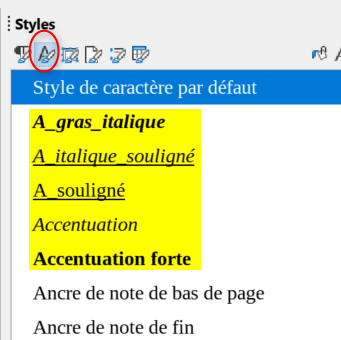 Styles
Style de caractère par défaut
A_gras_italique
A_italique_souligné
A_souligné
Accentuation
Accentuation forte
Ancre de note de bas de page
Ancre de note de fin